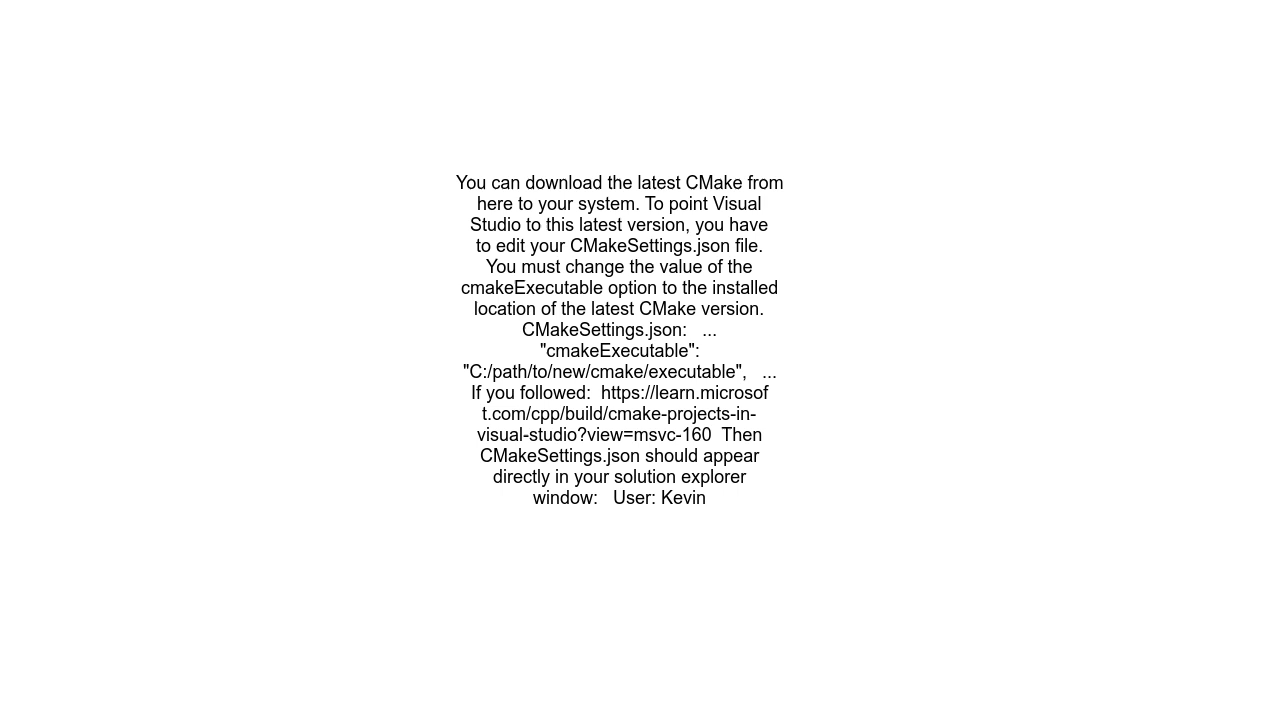 You can download the latest CMake from
here to your system. To point Visual
Studio to this latest version, you have
to edit your CMakeSettings.json file.
You must change the value of the
cmakeExecutable option to the installed
location of the latest CMake version.
CMakeSettings.json:   ...
"cmakeExecutable":
"C:/path/to/new/cmake/executable",   ...
If you followed:  https://learn.microsof
t.com/cpp/build/cmake-projects-in-
visual-studio?view=msvc-160  Then
CMakeSettings.json should appear
directly in your solution explorer
window:   User: Kevin